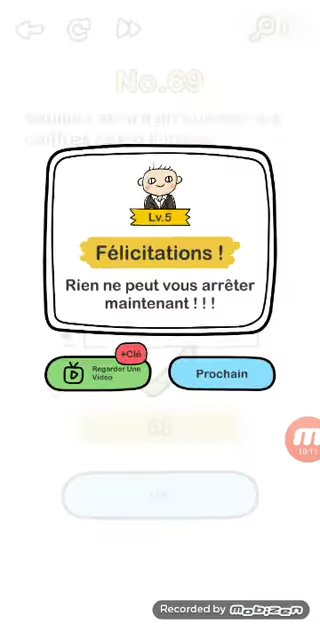 No.69
Lv.5
Félicitations !
Rien ne peut vous arrêter
maintenant ! ! !
+Clé
Regarder Une
Video
Prochain
10:11
Recorded by MOBIZEN